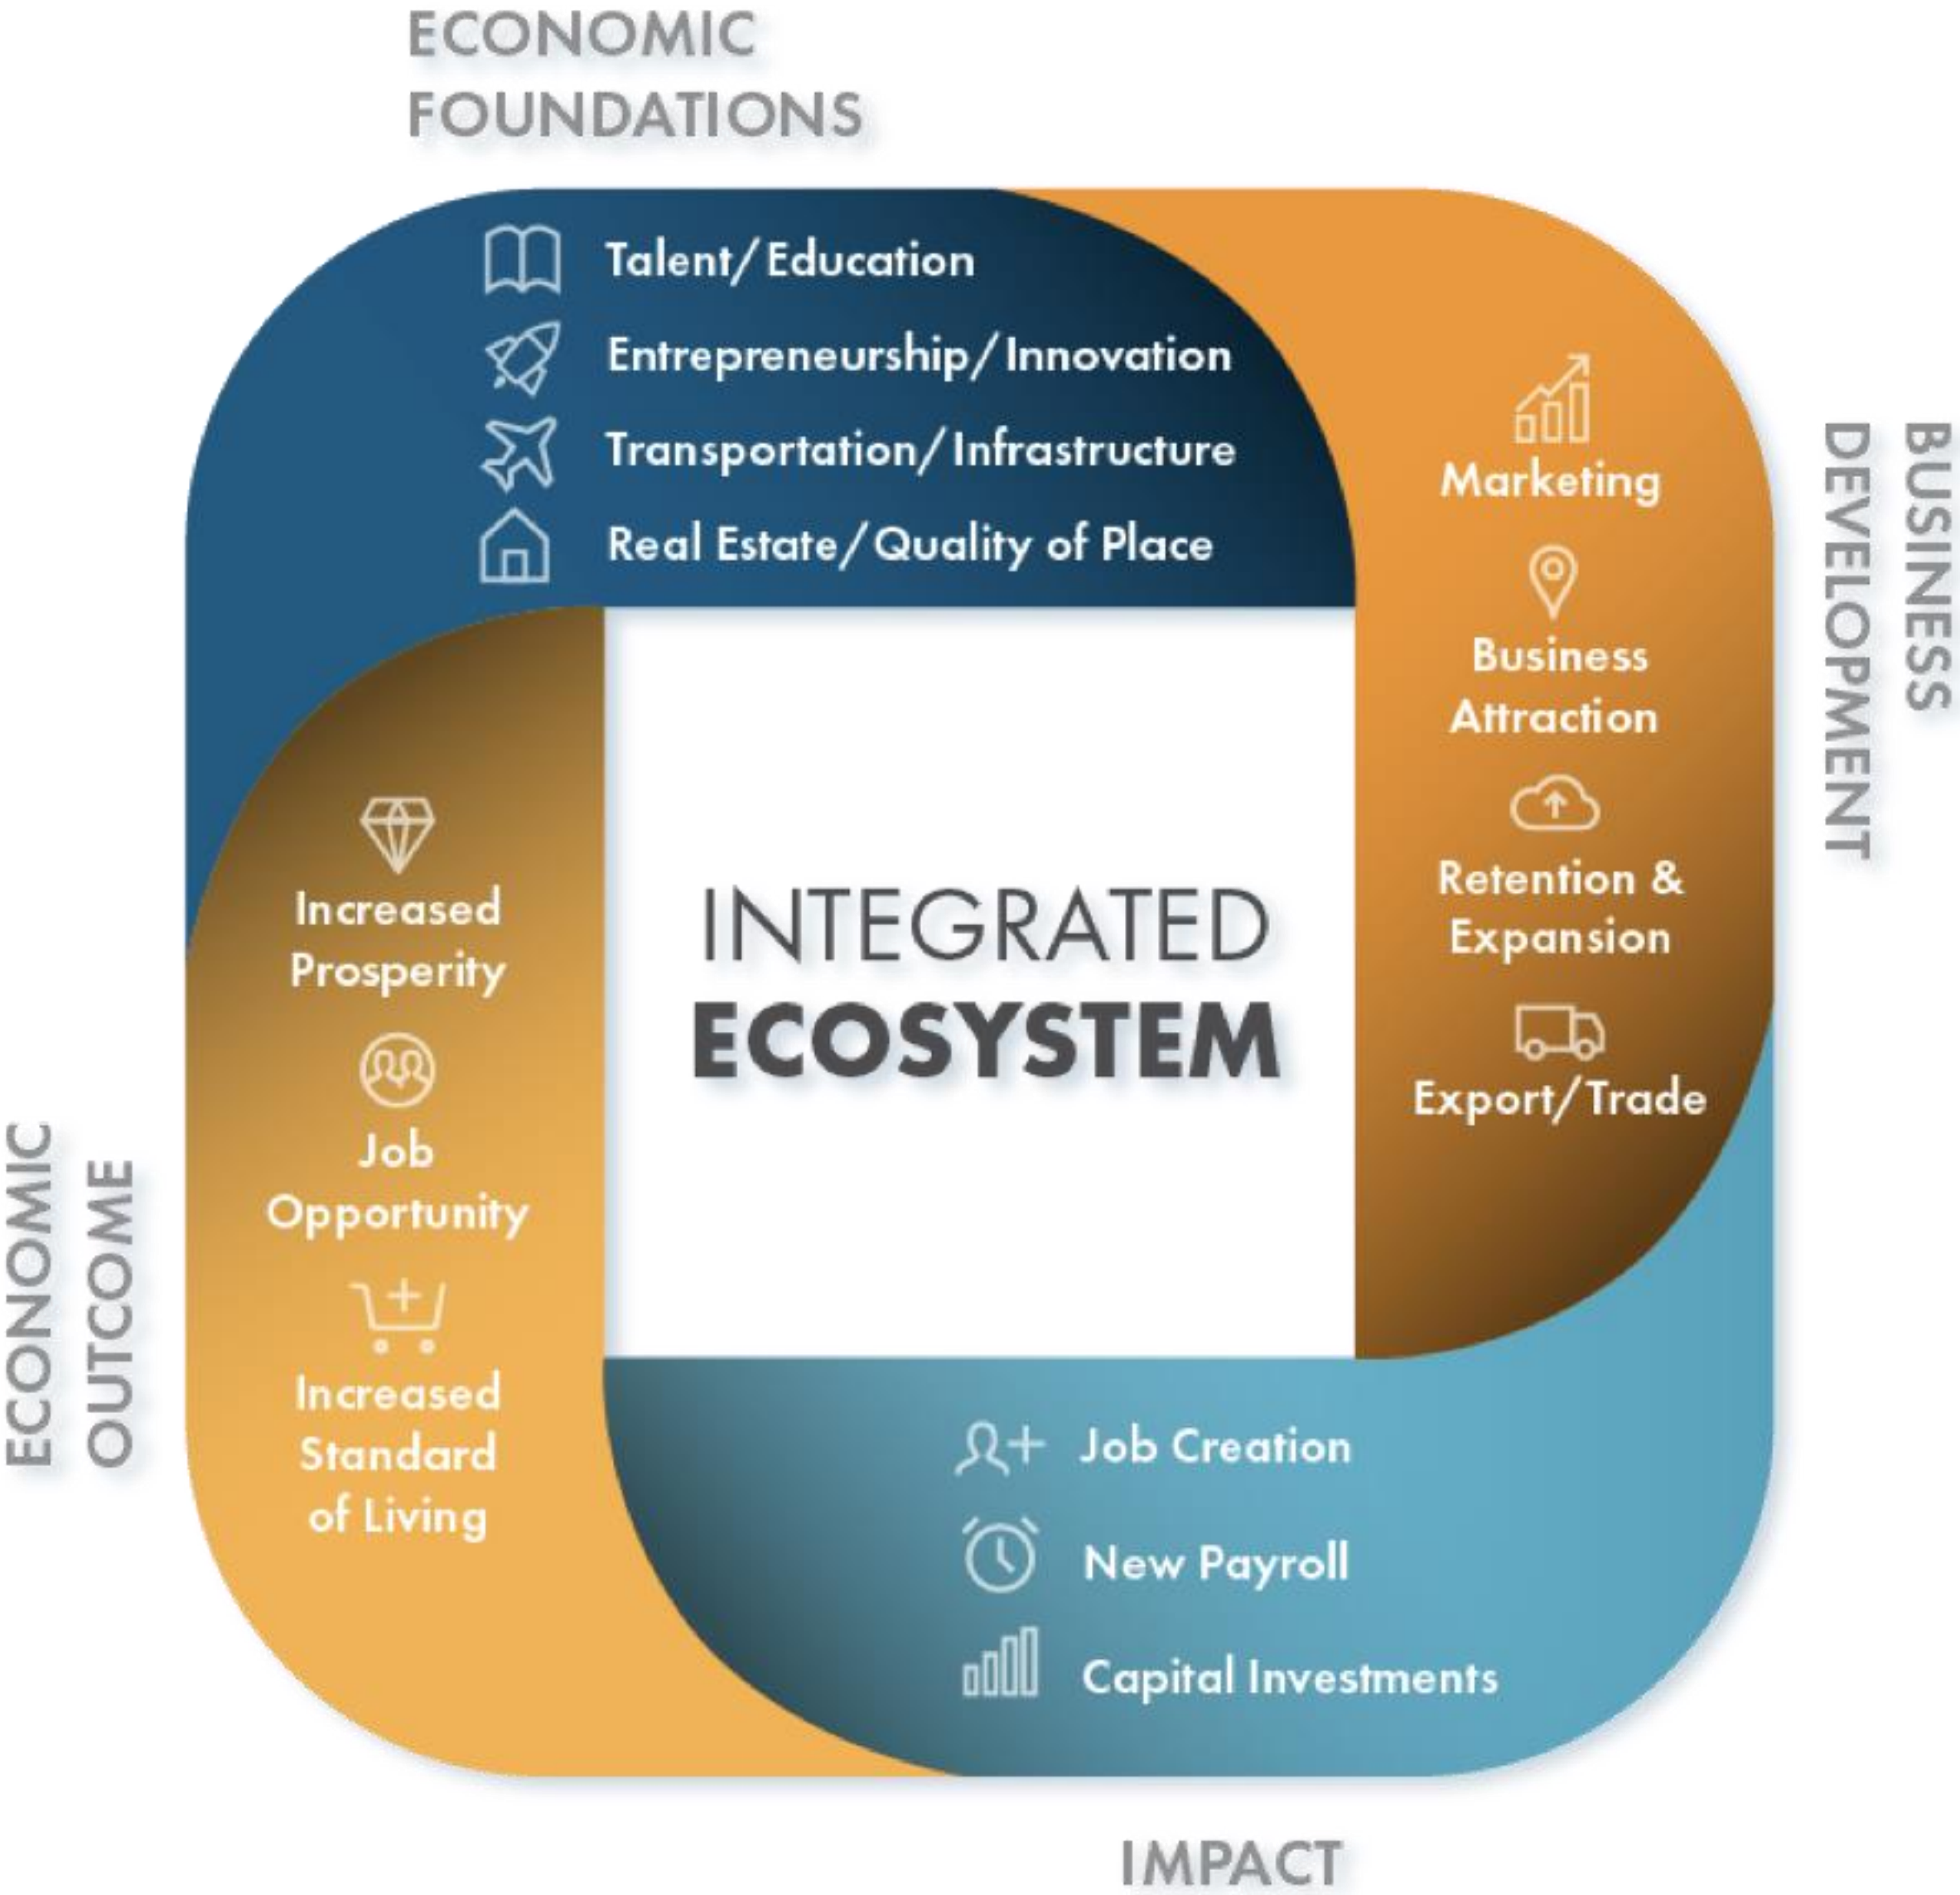 ECONOMIC
FOUNDATIONS
Talent/Education
Entrepreneurship/Innovation
Transportation/Infrastructure
Real Estate/Quality of Place
BUSINESS
DEVELOPMENT
Marketing
Business
Attraction
Retention &
Expansion
Export/Trade
INTEGRATED
ECOSYSTEM
Increased
Prosperity
Job
Opportunity
Increased
Standard
of Living
ECONOMIC
OUTCOME
Job Creation
New Payroll
Capital Investments
IMPACT